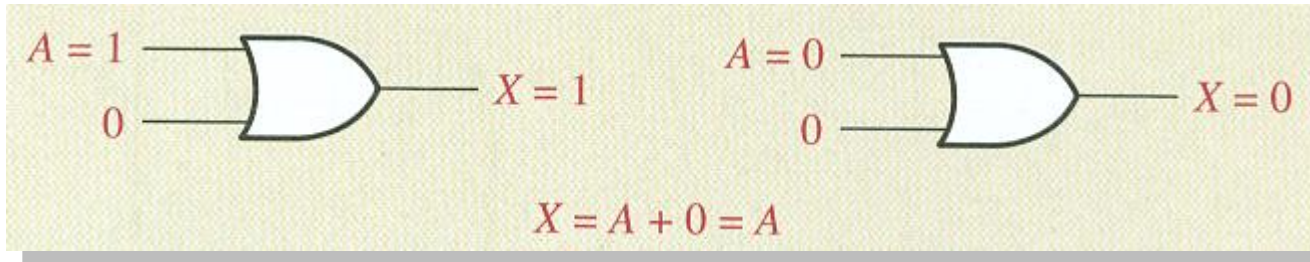 A = 1
0
X = 1
A = 0
0
X = 0
X = A + 0 = A